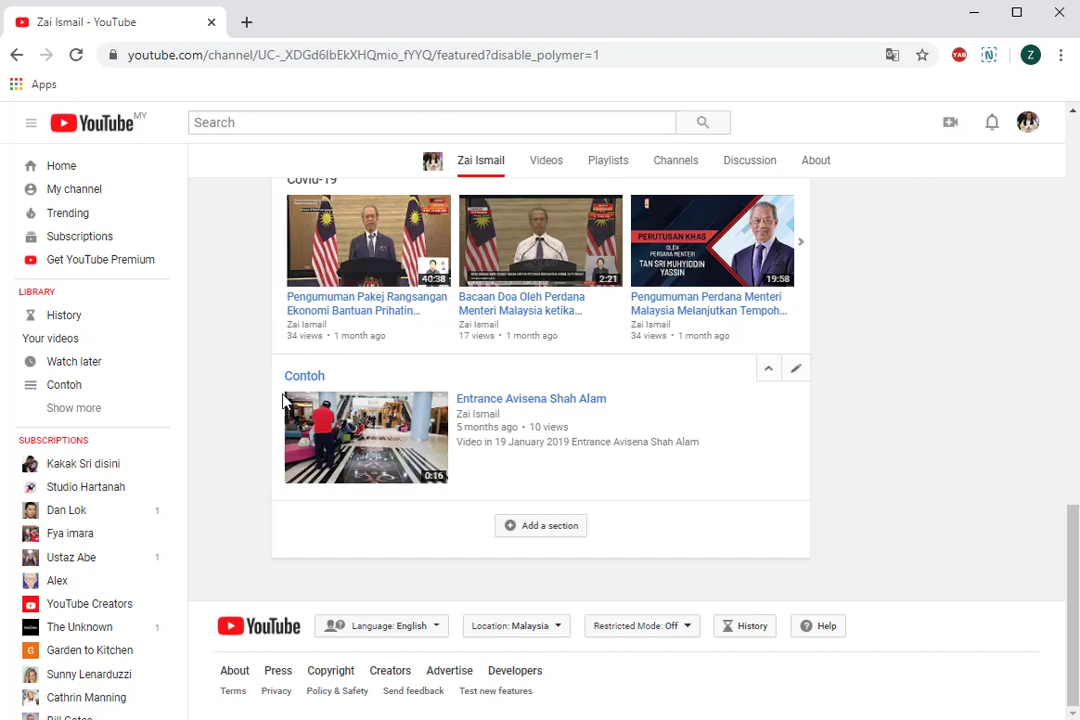 Zai Ismail - YouTube
youtube.com/channel/UC-_XDGd6lbEkXHQmio_fYYQ/featured?disable_polymer=1
Apps
YouTube MY
Search
Zai Ismail Videos Playlists Channels Discussion About
Home
My channel
Trending
Subscriptions
Get YouTube Premium
LIBRARY
History
Your videos
Watch later
Contoh
Show more
SUBSCRIPTIONS
Kakak Sri disini
Studio Hartanah
Dan Lok 1
Fya imara
Ustaz Abe 1
Alex
YouTube Creators
The Unknown 1
Garden to Kitchen
Sunny Lenarduzzi
Cathrin Manning
Bill Gates
Covid-19
40:38
Pengumuman Pakej Rangsangan
Ekonomi Bantuan Prihatin...
Zai Ismail
34 views • 1 month ago
2:21
Bacaan Doa Oleh Perdana
Menteri Malaysia ketika...
Zai Ismail
17 views • 1 month ago
PERUTUSAN KHAS
OLEH
PERDANA MENTERI
TAN SRI MUHYIDDIN
YASSIN
19:58
Pengumuman Perdana Menteri
Malaysia Melanjutkan Tempoh...
Zai Ismail
34 views • 1 month ago
Contoh
0:16
Entrance Avisena Shah Alam
Zai Ismail
5 months ago • 10 views
Video in 19 January 2019 Entrance Avisena Shah Alam
Add a section
YouTube
Language: English
Location: Malaysia
Restricted Mode: Off
History
Help
About Press Copyright Creators Advertise Developers
Terms Privacy Policy & Safety Send feedback Test new features